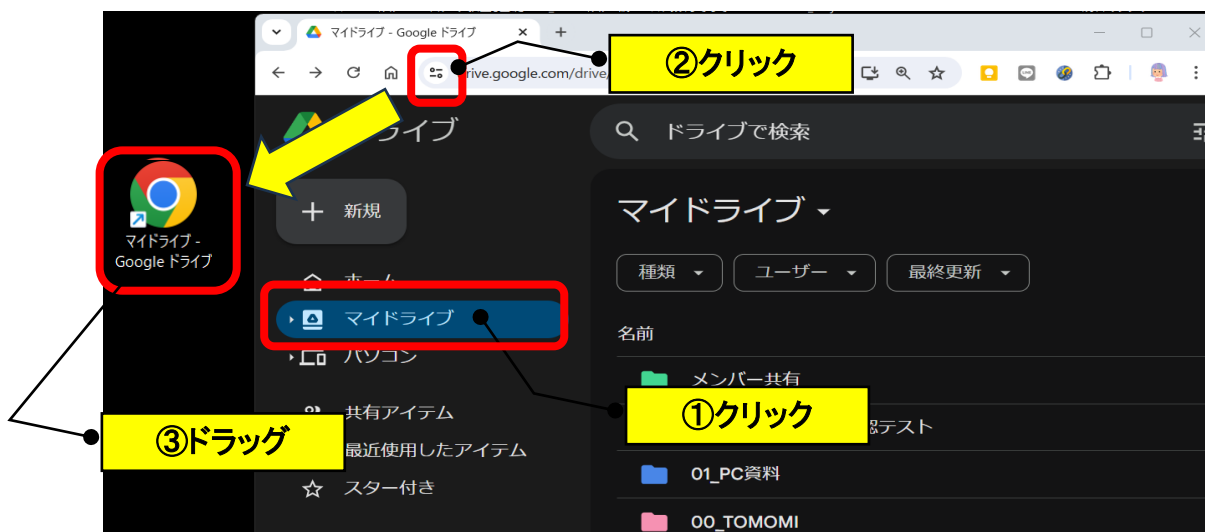 マイドライブ - Google ドライブ
rive.google.com/drive/
②クリック
ライブ
ドライブで検索
マイドライブ -
Google ドライブ
新規
マイドライブ
種類
ユーザー
最終更新
ホーム
マイドライブ
名前
パソコン
メンバー共有
共有アイテム
①クリック
認テスト
③ドラッグ
最近使用したアイテム
01_PC資料
スター付き
00_TOMOMI